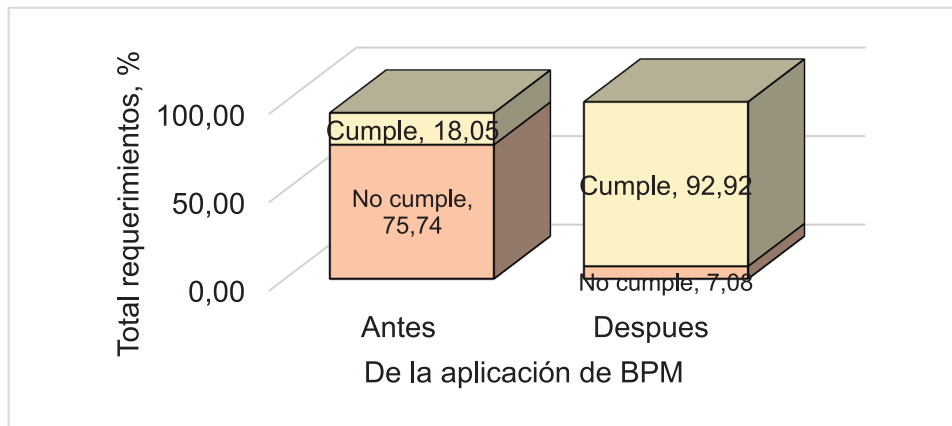 Total requerimientos, %
100,00
50,00
0,00
Cumple, 18,05
No cumple,
75,74
Cumple, 92,92
No cumple, 7,08
Antes
Despues
De la aplicación de BPM